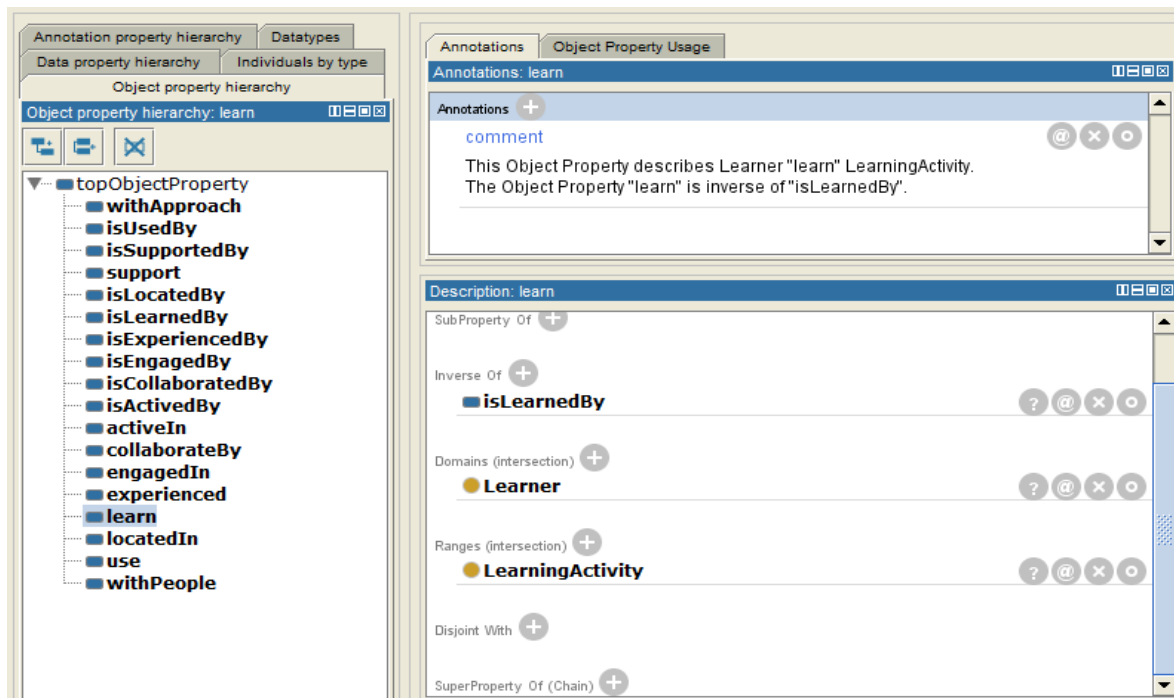 Annotation property hierarchy
Datatypes
Data property hierarchy
Individuals by type
Object property hierarchy
Object property hierarchy: learn
topObjectProperty
withApproach
isUsedBy
isSupportedBy
support
isLocatedBy
isLearnedBy
isExperiencedBy
isEngagedBy
isCollaboratedBy
isActivedBy
activeIn
collaborateBy
engagedIn
experienced
learn
locatedIn
use
withPeople
Annotations
Object Property Usage
Annotations: learn
Annotations
comment
This Object Property describes Learner "learn" LearningActivity.
The Object Property "learn" is inverse of "isLearnedBy".
Description: learn
SubProperty Of
Inverse Of
isLearnedBy
Domains (intersection)
Learner
Ranges (intersection)
LearningActivity
Disjoint With
SuperProperty Of (Chain)